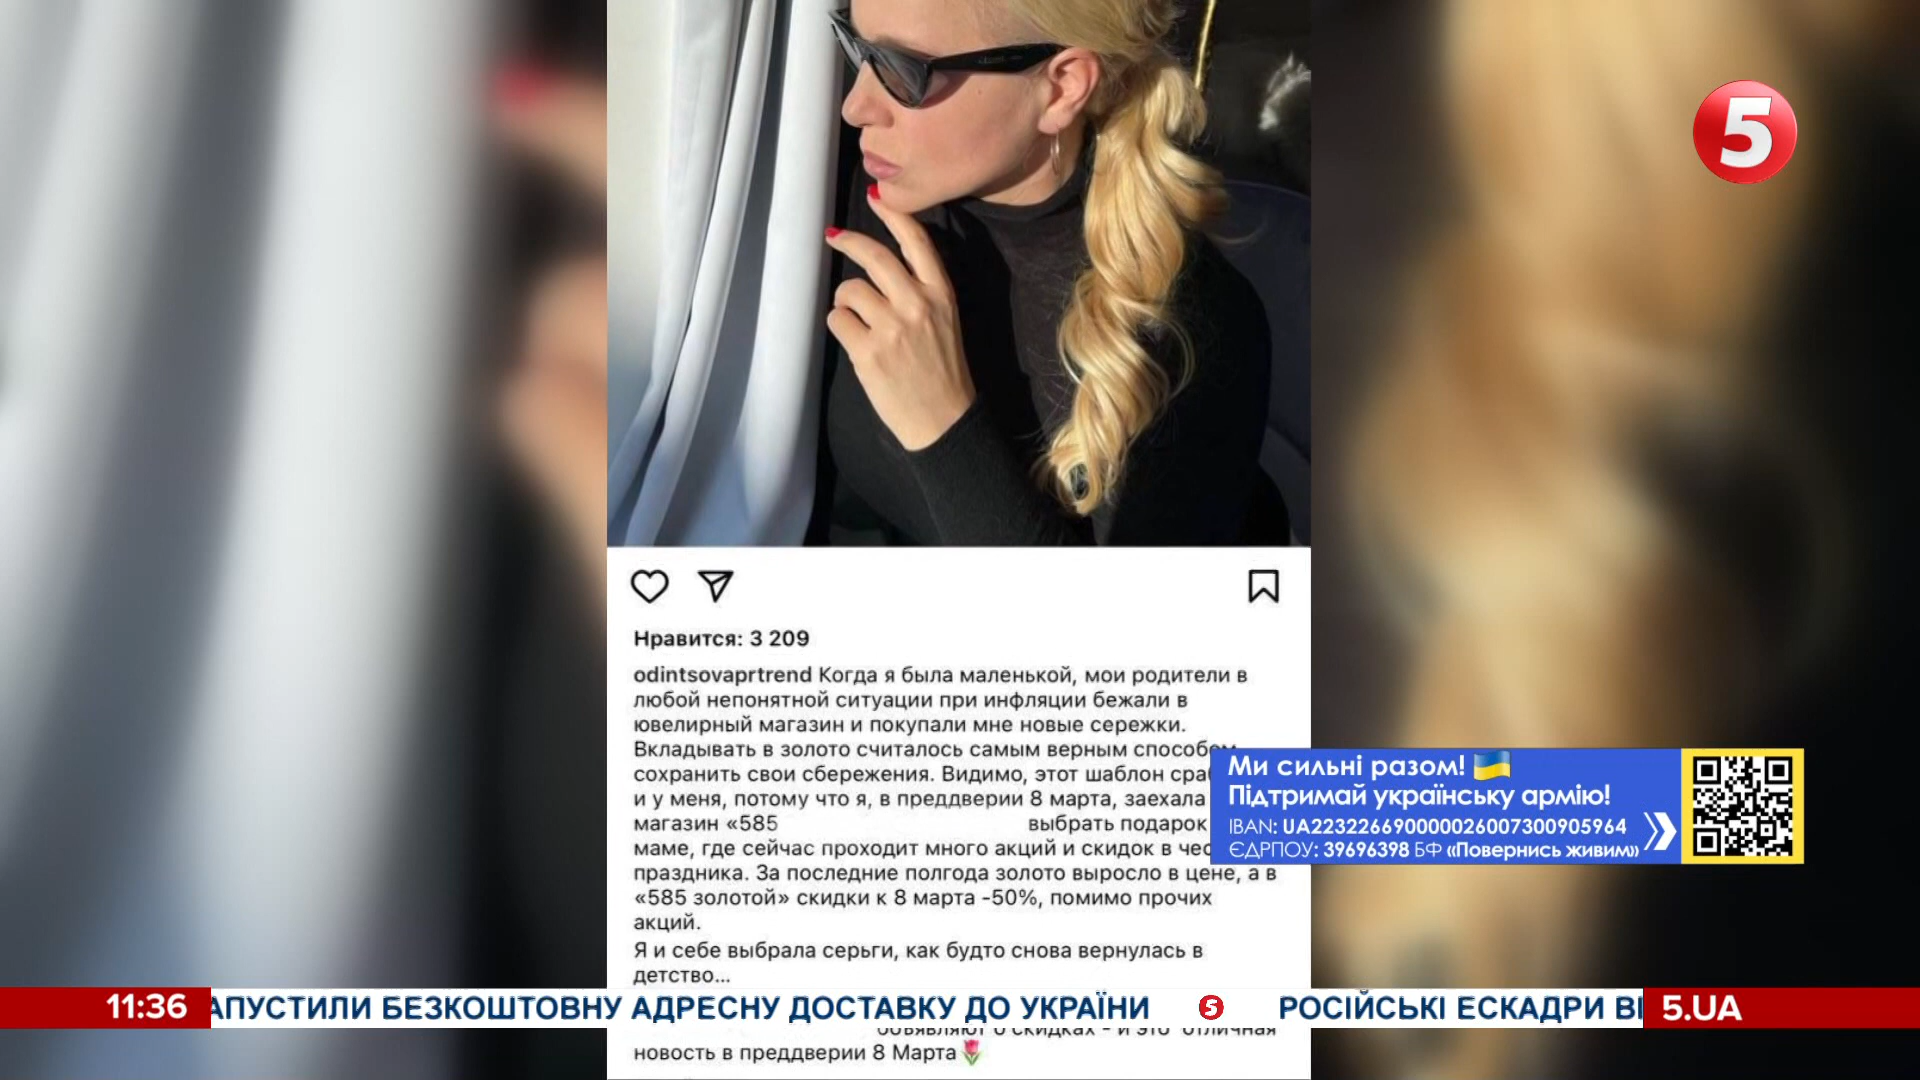 5
Нравится: 3 209
odintsovaprtrend Когда я была маленькой, мои родители в
любой непонятной ситуации при инфляции бежали в
ювелирный магазин и покупали мне новые сережки.
Вкладывать в золото считалось самым верным способом
сохранить свои сбережения. Видимо, этот шаблон
и у меня, потому что я, в преддверии 8 марта, заехала
магазин «585 выбрать подарок
маме, где сейчас проходит много акций и скидок в
праздника. За последние полгода золото выросло в цене, а в
«585 золотой» скидки к 8 марта -50%, помимо прочих
акций.
Я и себе выбрала серьги, как будто снова вернулась в
детство...
объявляют о скидках - и это отличная
новость в преддверии 8 Марта
Ми сильні разом!
Підтримай українську армію!
IBAN: UA223226690000026007300905964
ЄДРПОУ: 39696398 БФ «Повернись живим»
11:36 АПУСТИЛИ БЕЗКОШТОВНУ АДРЕСНУ ДОСТАВКУ ДО УКРАЇНИ 5 РОСІЙСЬКІ ЕСКАДРИ ВІ 5.UA